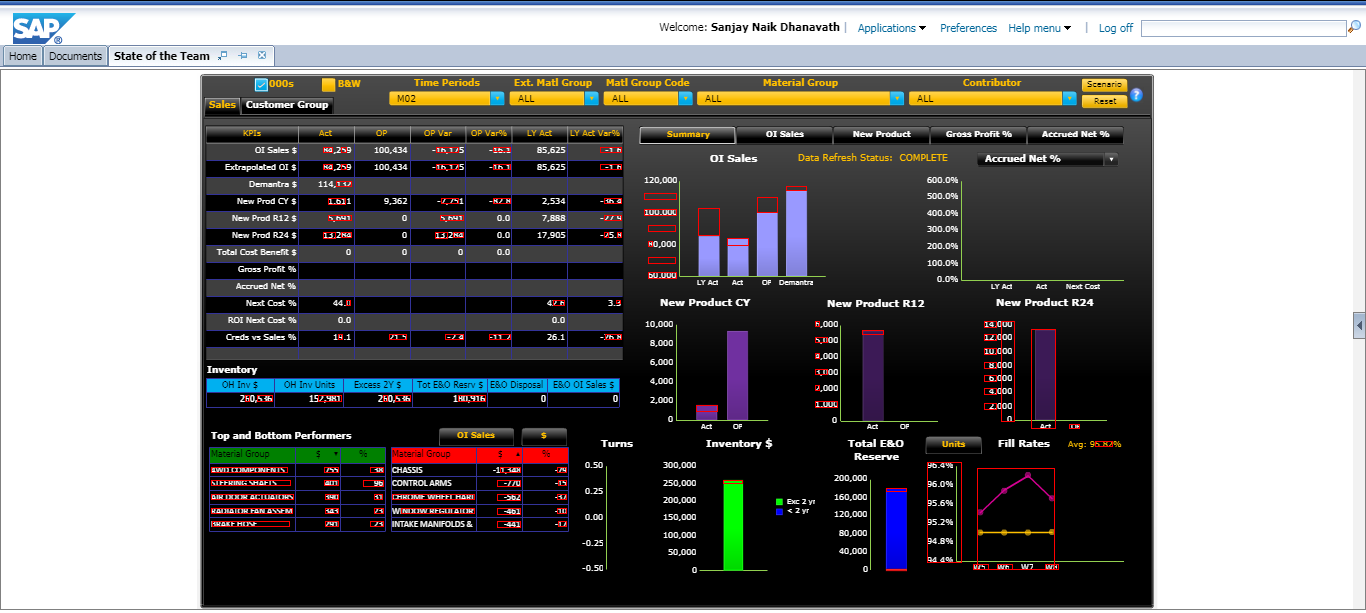 SAP ®
Welcome: Sanjay Naik Dhanavath | Applications Preferences Help menu | Log off
Home Documents State of the Team
000s B&W Time Periods Ext. Matl Group Matl Group Code Material Group Contributor Scenario
M02 ALL ALL ALL ALL Reset ?
Sales Customer Group
KPIs Act OP OP Var OP Var% LY Act LY Act Var%
OI Sales $ 84,259 100,434 -16,175 -16.1 85,625 -1.6
Extrapolated OI $ 84,259 100,434 -16,175 -16.1 85,625 -1.6
Demantra $ 114,132
New Prod CY $ 1,611 9,362 -7,751 -82.8 2,534 -36.4
New Prod R12 $ 5,691 0 5,691 0.0 7,888 -27.9
New Prod R24 $ 13,284 0 13,284 0.0 17,905 -25.8
Total Cost Benefit $ 0 0 0 0.0
Gross Profit %
Accrued Net %
Next Cost % 44. 3.3
ROI Next Cost % 0.0 0.0
Creds vs Sales % 21.5 -2.4 -11.2 26.1 -26.8
Summary OI Sales New Product Gross Profit % Accrued Net %
OI Sales Data Refresh Status: COMPLETE Accrued Net %
120,000
100,000
80,000
60,000
LY Act Act OP Demantra
600.0%
500.0%
400.0%
300.0%
200.0%
100.0%
0.0%
LY Act Act Next Cost
New Product CY
10,000
8,000
6,000
4,000
2,000
0
Act OP
New Product R12
6,000
5,000
4,000
3,000
2,000
1,000
0
Act OP
New Product R24
14,000
12,000
10,000
8,000
6,000
4,000
2,000
0
Act OP
Inventory
OH Inv $ OH Inv Units Excess 2Y $ Tot E&O Resrv $ E&O Disposal E&O OI Sales $
260,536 152,981 260,536 180,916 0 0
Top and Bottom Performers OI Sales $
Material Group $ % Material Group $ %
4WD COMPONENTS 755 38 CHASSIS -11,348 -79
STEERING SHAFTS 401 96 CONTROL ARMS -770 -15
AIR DOOR ACTUATORS 390 31 CHROME WHEEL HARI -562 -37
RADIATOR FAN ASSEM 343 23 WINDOW REGULATOR -461 -10
BRAKE HOSE 291 23 INTAKE MANIFOLDS & -441 -17
Turns
0.50
0.25
0.00
-0.25
-0.50
Inventory $
300,000
250,000
200,000
150,000
100,000
50,000
0
Exc 2 yr
< 2 yr
Total E&O
Reserve
200,000
160,000
120,000
80,000
40,000
0
Units Fill Rates Avg: 95.82%
96.4%
96.0%
95.6%
95.2%
94.8%
94.4%
W5 W6 W7 W8